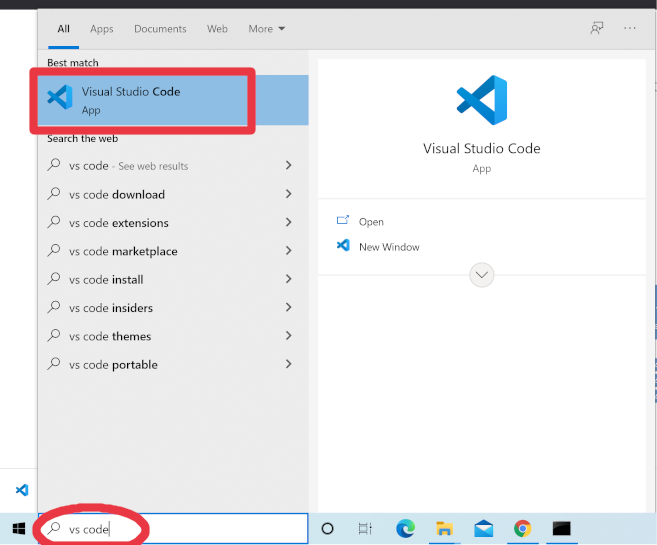 All Apps Documents Web More
Best match
Visual Studio Code
App
Search the web
vs code - See web results
vs code download
vs code extensions
vs code marketplace
vs code install
vs code insiders
vs code themes
vs code portable
Visual Studio Code
App
Open
New Window
vs code